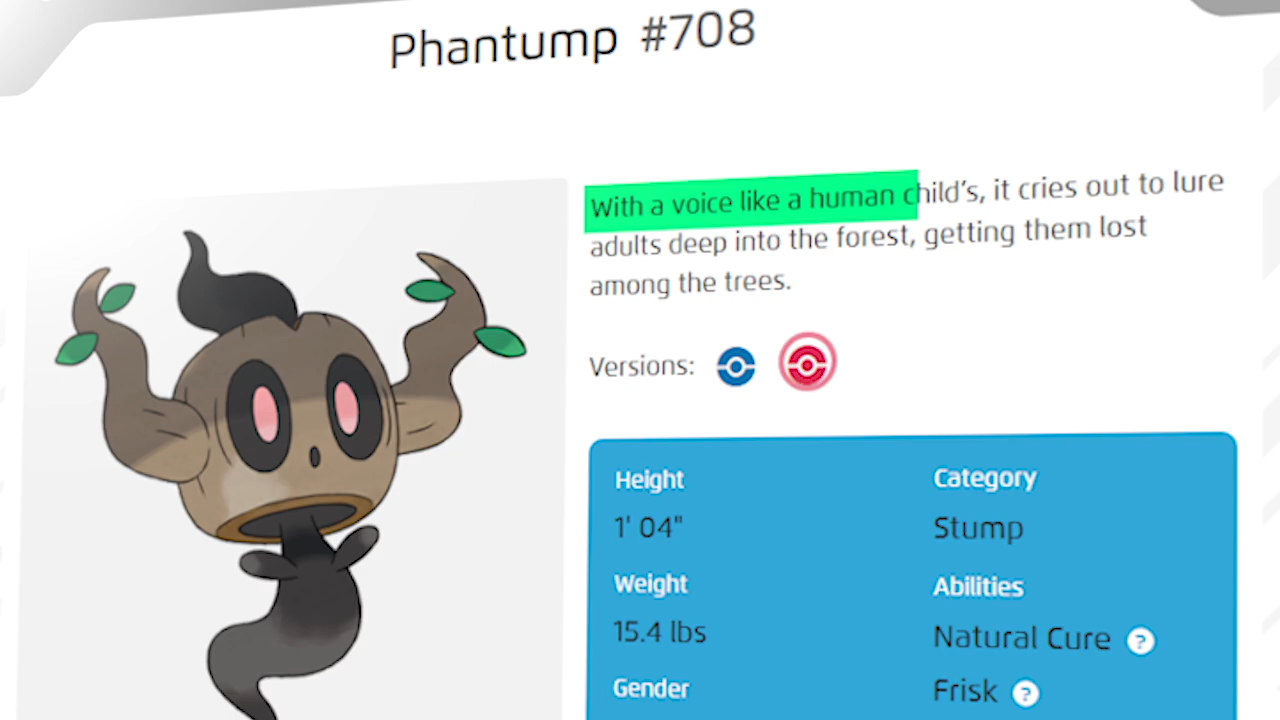 Phantump #708
With a voice like a human child's, it cries out to lure
adults deep into the forest, getting them lost
among the trees.
Versions:
Height
1' 04"
Category
Stump
Weight
15.4 lbs
Abilities
Natural Cure ?
Gender
Frisk ?